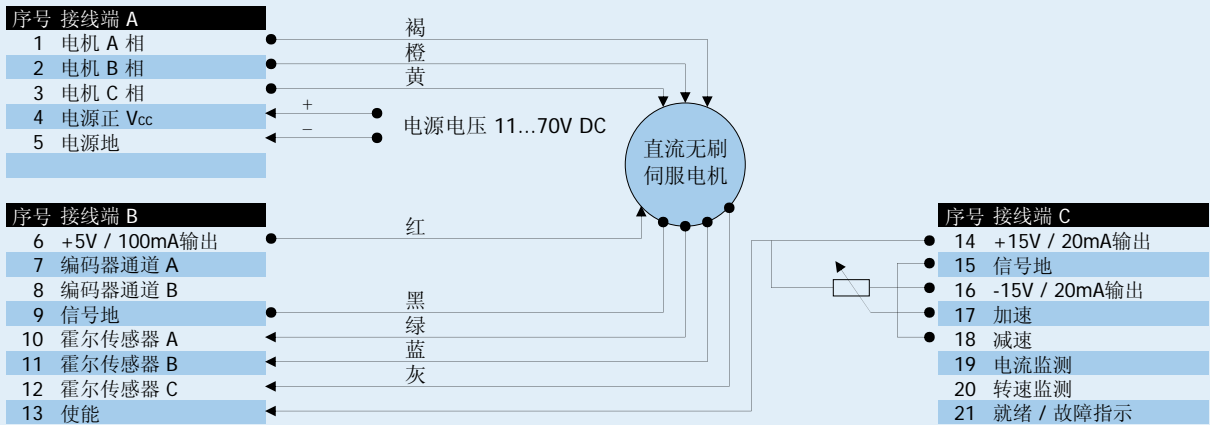 序号 接线端 A
1 电机 A 相
2 电机 B 相
3 电机 C 相
4 电源正 Vcc
5 电源地
褐
橙
黄
+
−
电源电压 11...70V DC
直流无刷
伺服电机
序号 接线端 B
6 +5V / 100mA输出
7 编码器通道 A
8 编码器通道 B
9 信号地
10 霍尔传感器 A
11 霍尔传感器 B
12 霍尔传感器 C
13 使能
红
黑
绿
蓝
灰
序号 接线端 C
14 +15V / 20mA输出
15 信号地
16 -15V / 20mA输出
17 加速
18 减速
19 电流监测
20 转速监测
21 就绪 / 故障指示